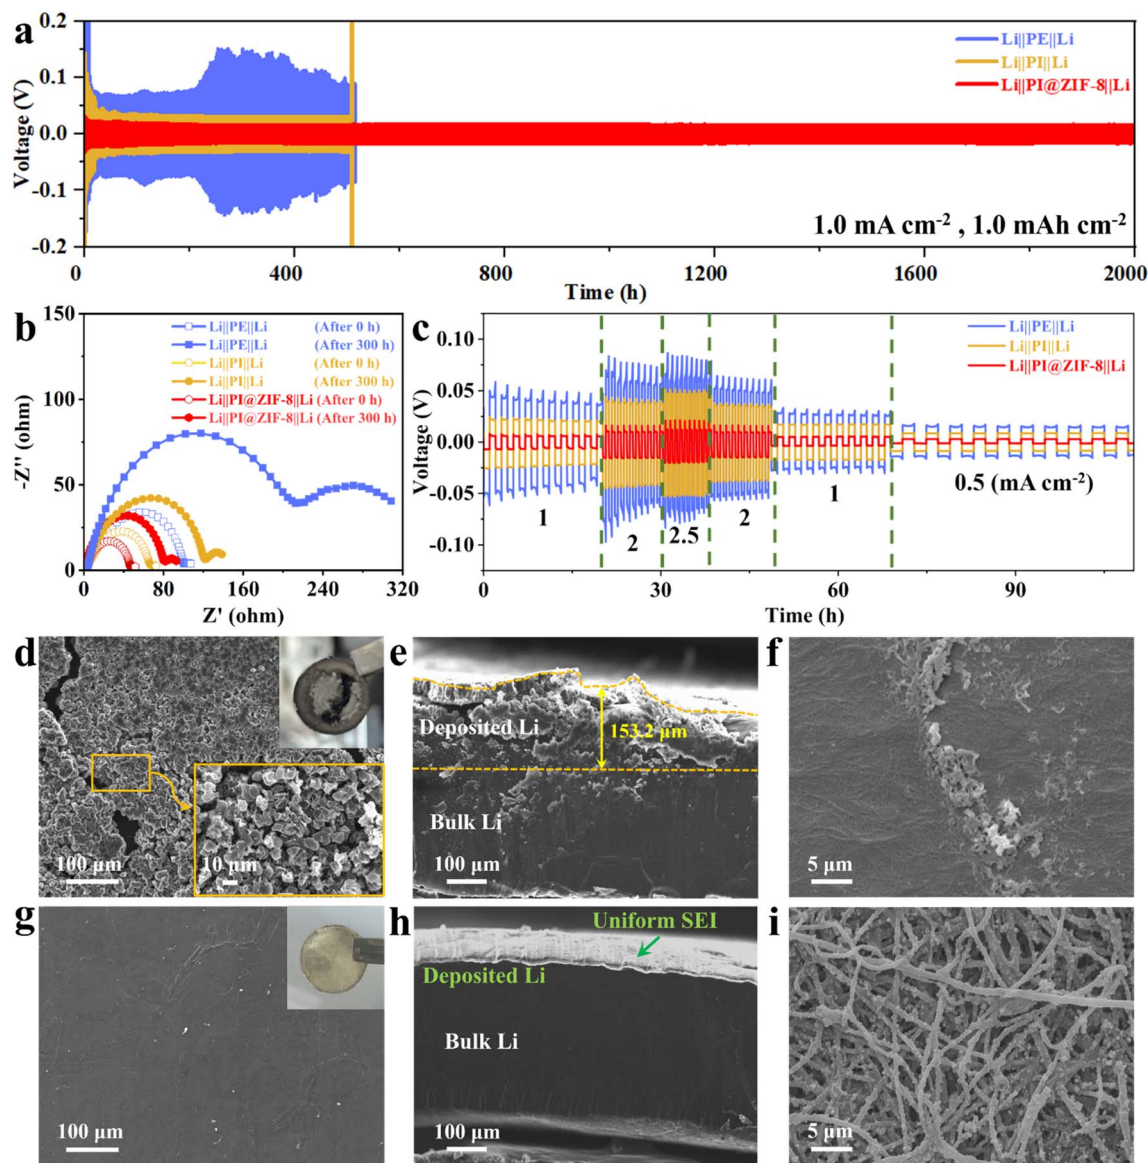 a
0.2
Li||PE||Li
Li||PI||Li
Li||PI@ZIF-8||Li
0.1
Voltage (V)
0.0
-0.1
1.0 mA cm-2 , 1.0 mAh cm-2
-0.2
0
400
800
1200
1600
2000
Time (h)
b
150
Li||PE||Li (After 0 h)
Li||PE||Li (After 300 h)
Li||PI||Li (After 0 h)
Li||PI||Li (After 300 h)
Li||PI@ZIF-8||Li (After 0 h)
Li||PI@ZIF-8||Li (After 300 h)
100
-Z'' (ohm)
50
0
0
80
160
240
320
Z' (ohm)
c
0.10
Li||PE||Li
Li||PI||Li
Li||PI@ZIF-8||Li
0.05
Voltage (V)
0.00
-0.05
-0.10
1
2
2.5
2
1
0.5 (mA cm-2)
0
30
60
90
Time (h)
d
100 μm
10 μm
e
Deposited Li
153.2 μm
Bulk Li
100 μm
f
5 μm
g
100 μm
h
Uniform SEI
Deposited Li
Bulk Li
100 μm
i
5 μm